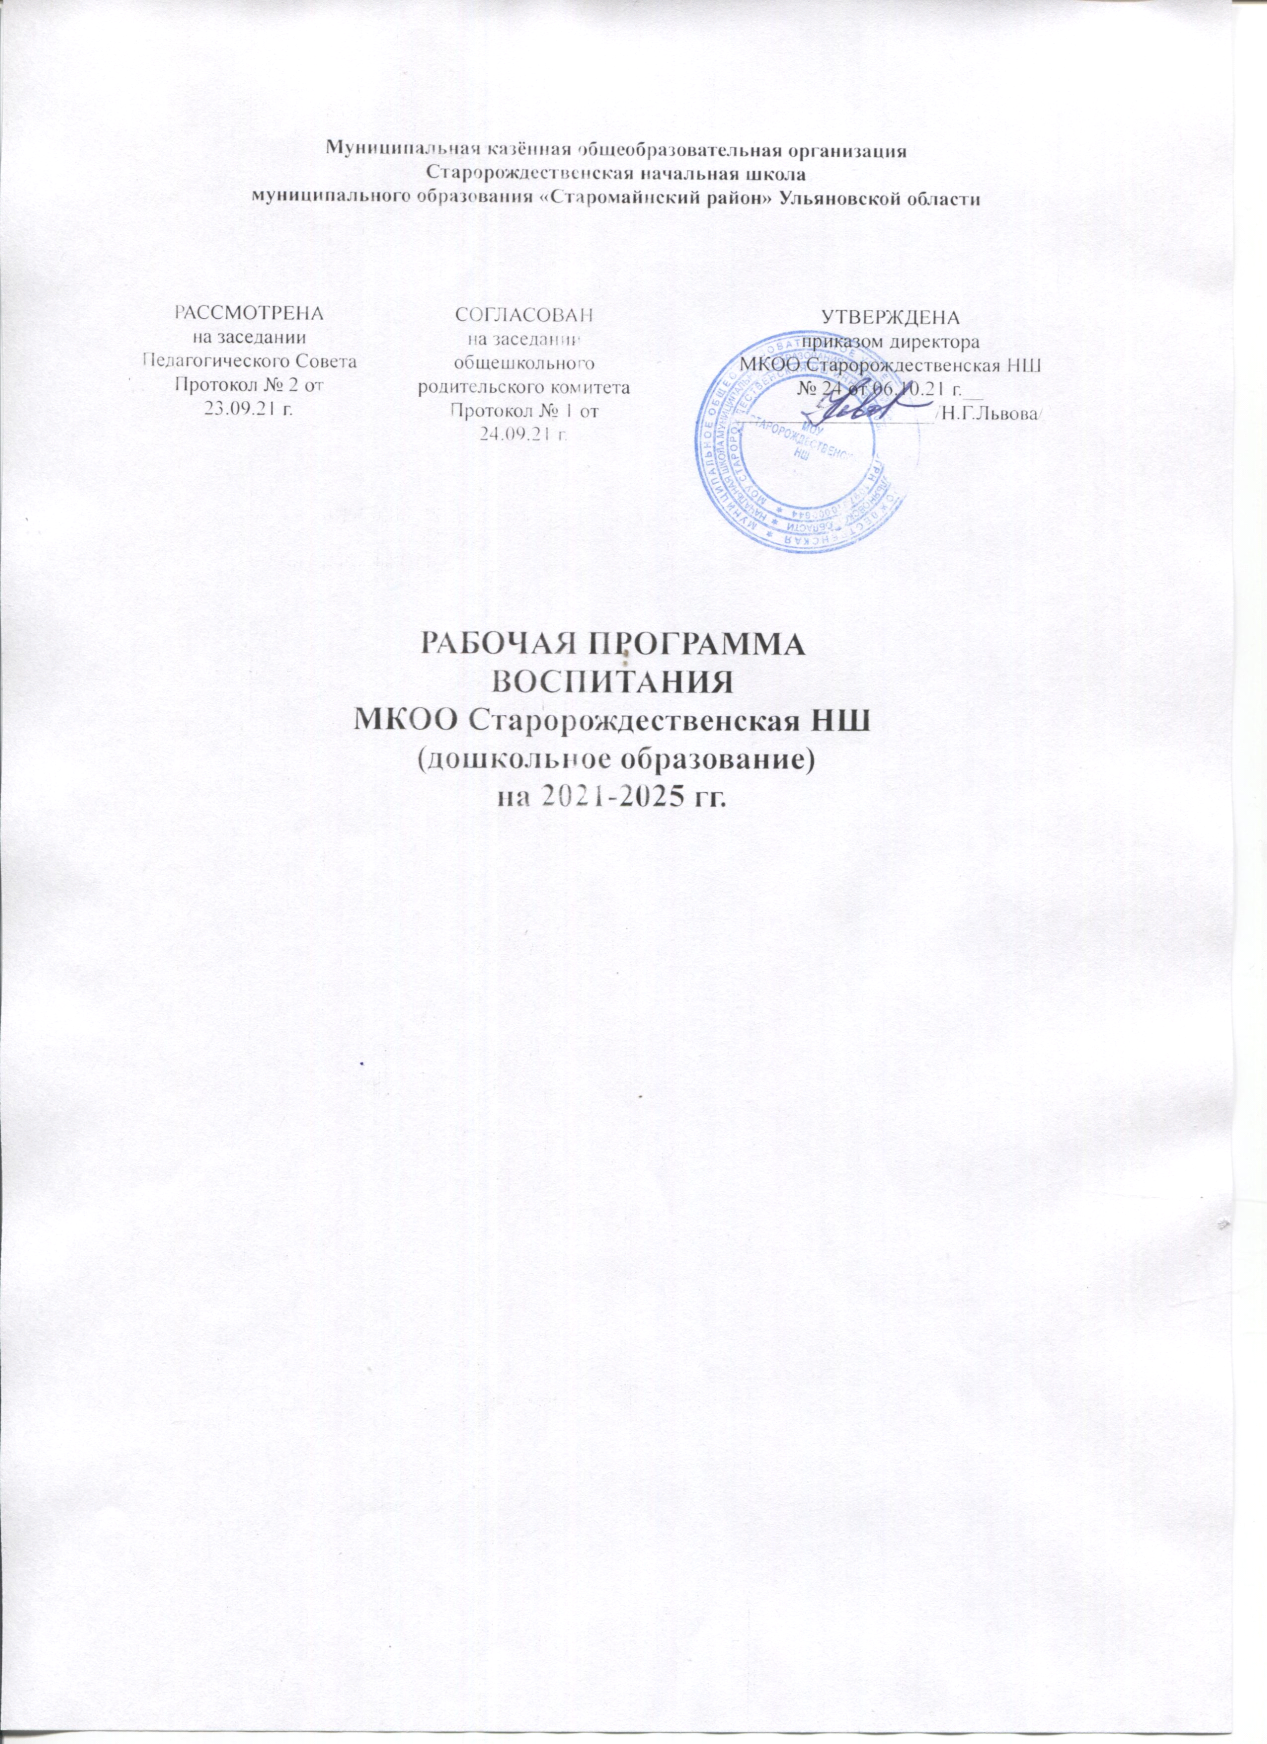 Муниципальная казённая общеобразовательная организация
Старорождественская начальная школа
муниципального образования «Старомайнский район» Ульяновской области
РАССМОТРЕНА
на заседании
Педагогического Совета
Протокол № 2 от
23.09.21 г.
СОГЛАСОВАН
на заседании
общешкольного
родительского комитета
Протокол № 1 от
24.09.21 г.
УТВЕРЖДЕНА
приказом директора
МКОО Старорождественская НШ
№ 24 от 06.10.21 г.
/Н.Г.Львова/
МОУ
СТАРОРОЖДЕСТВЕНСК
НШ
РАБОЧАЯ ПРОГРАММА
ВОСПИТАНИЯ
МКОО Старорождественская НШ
(дошкольное образование)
на 2021-2025 гг.